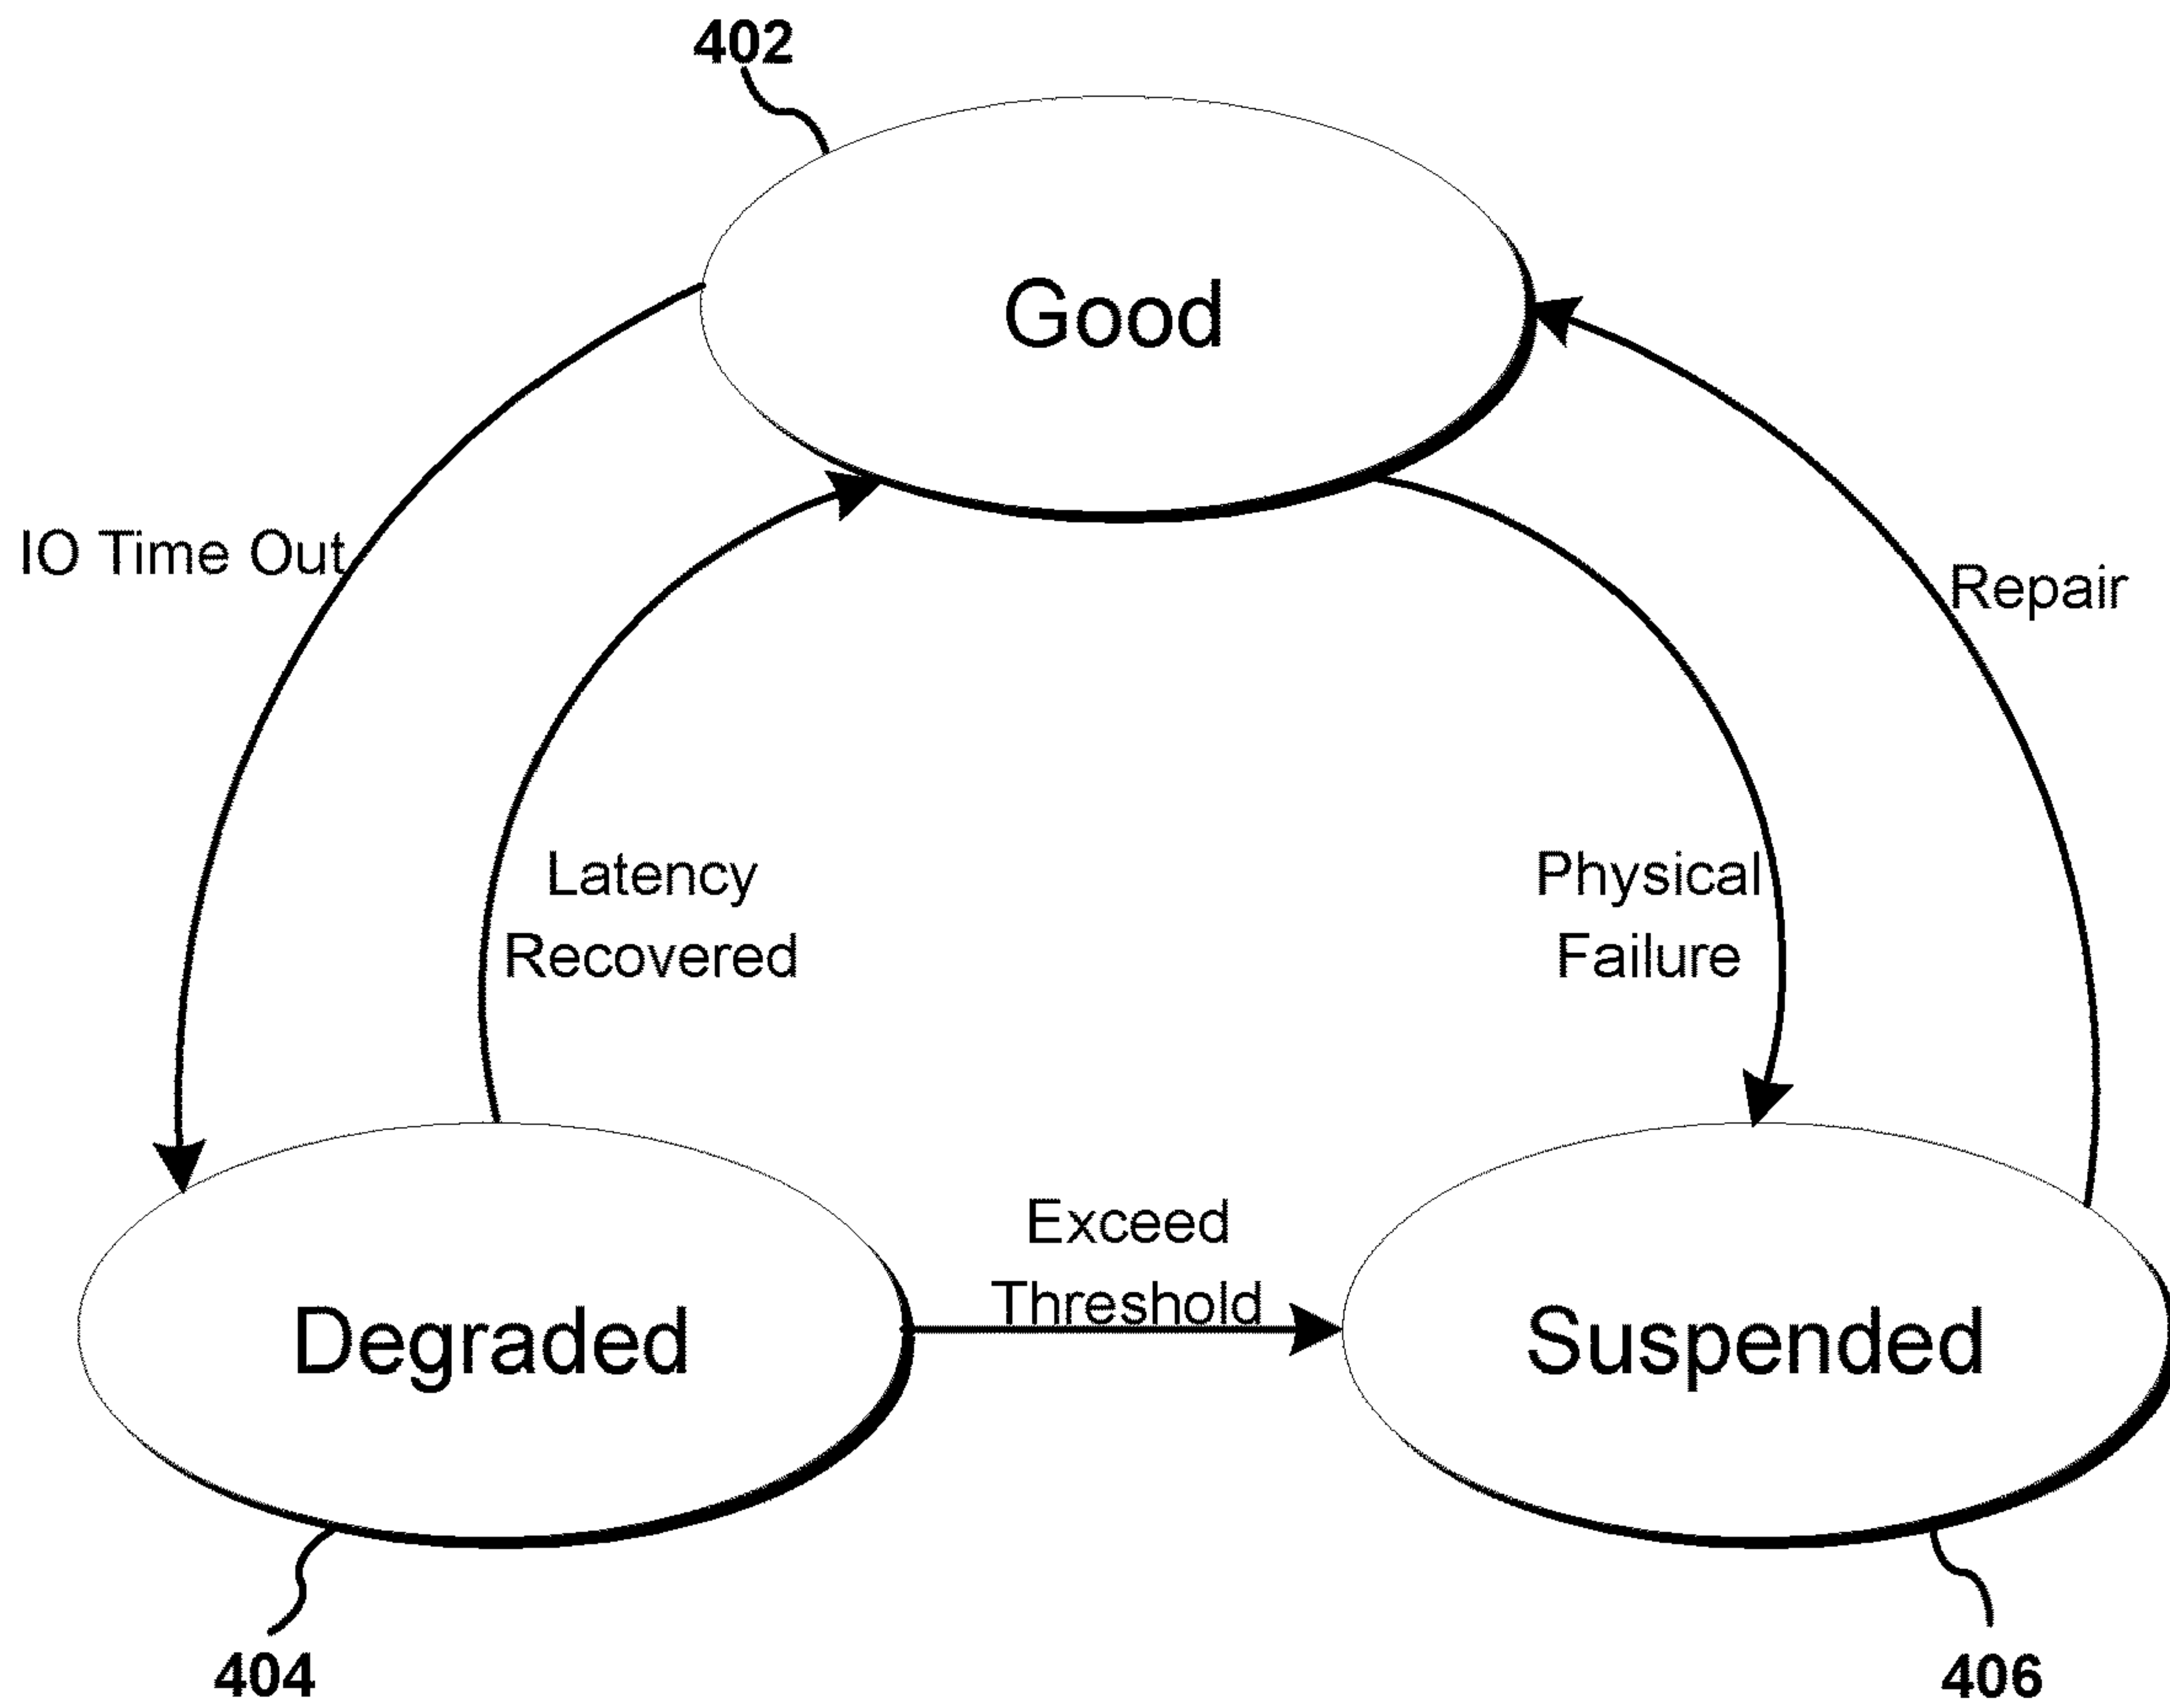 402
Good
IO Time Out
Repair
Latency
Recovered
Physical
Failure
Exceed
Threshold
Degraded
Suspended
404
406